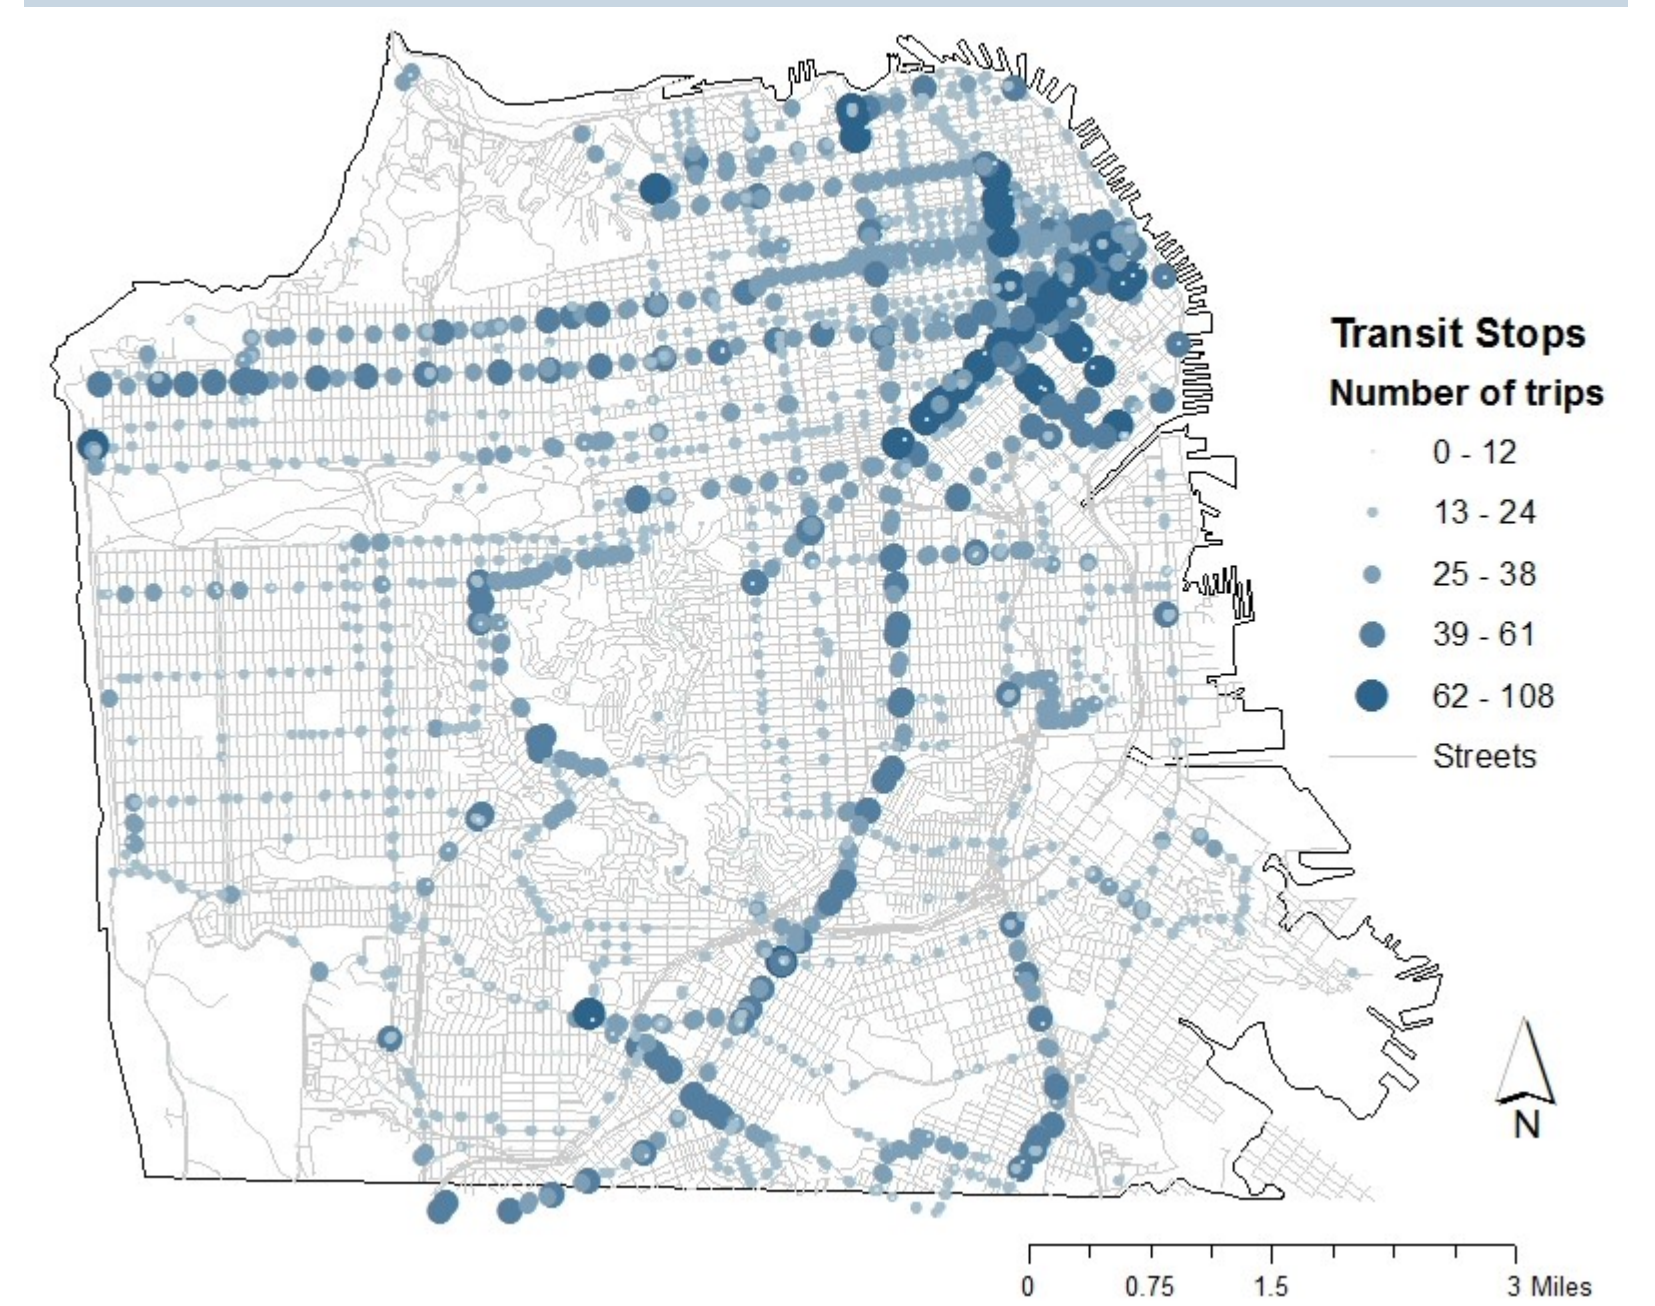 Transit Stops
Number of trips
0 - 12
13 - 24
25 - 38
39 - 61
62 - 108
Streets
N
0 0.75 1.5 3 Miles